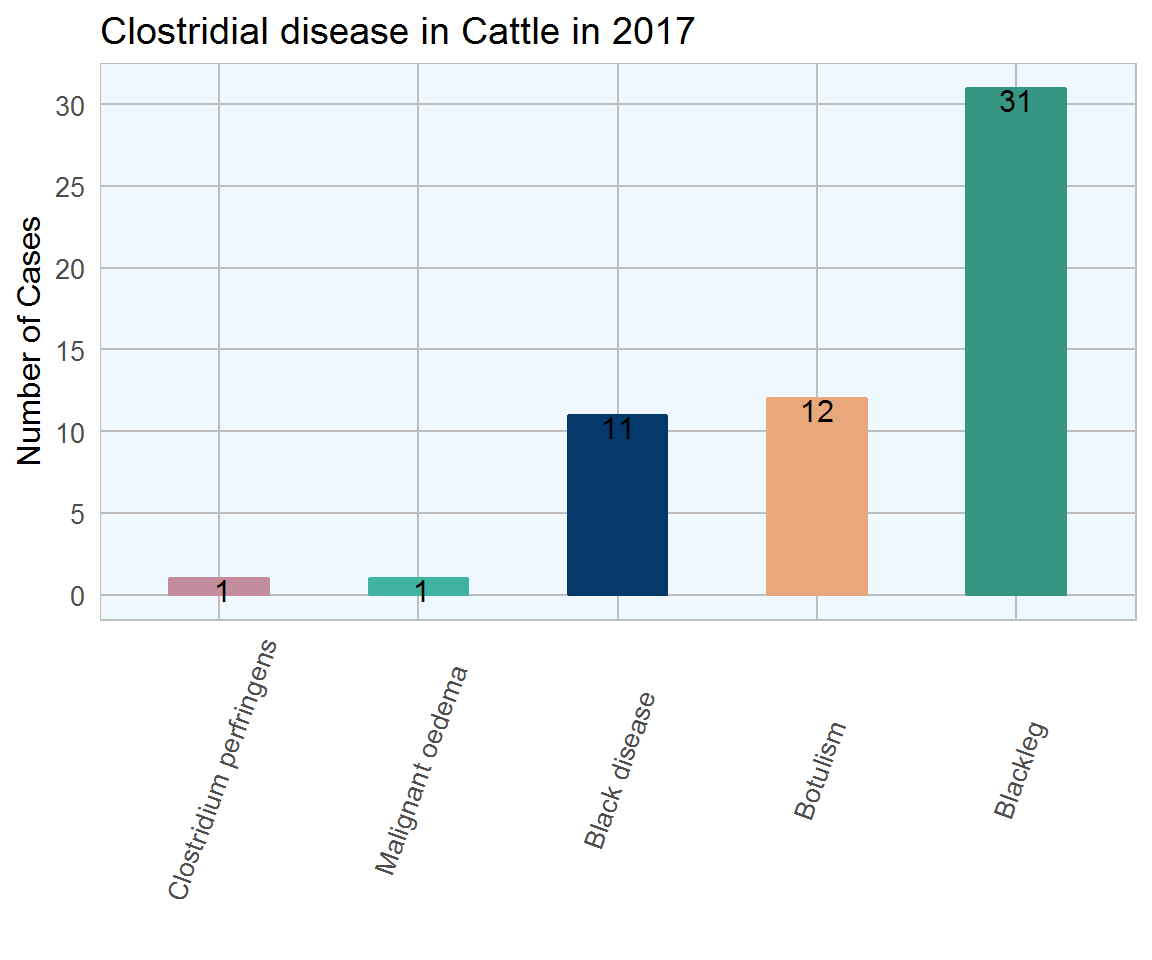 Clostridial disease in Cattle in 2017
Number of Cases
30
25
20
15
10
5
0
1
1
11
12
31
Clostridium perfringens
Malignant oedema
Black disease
Botulism
Blackleg